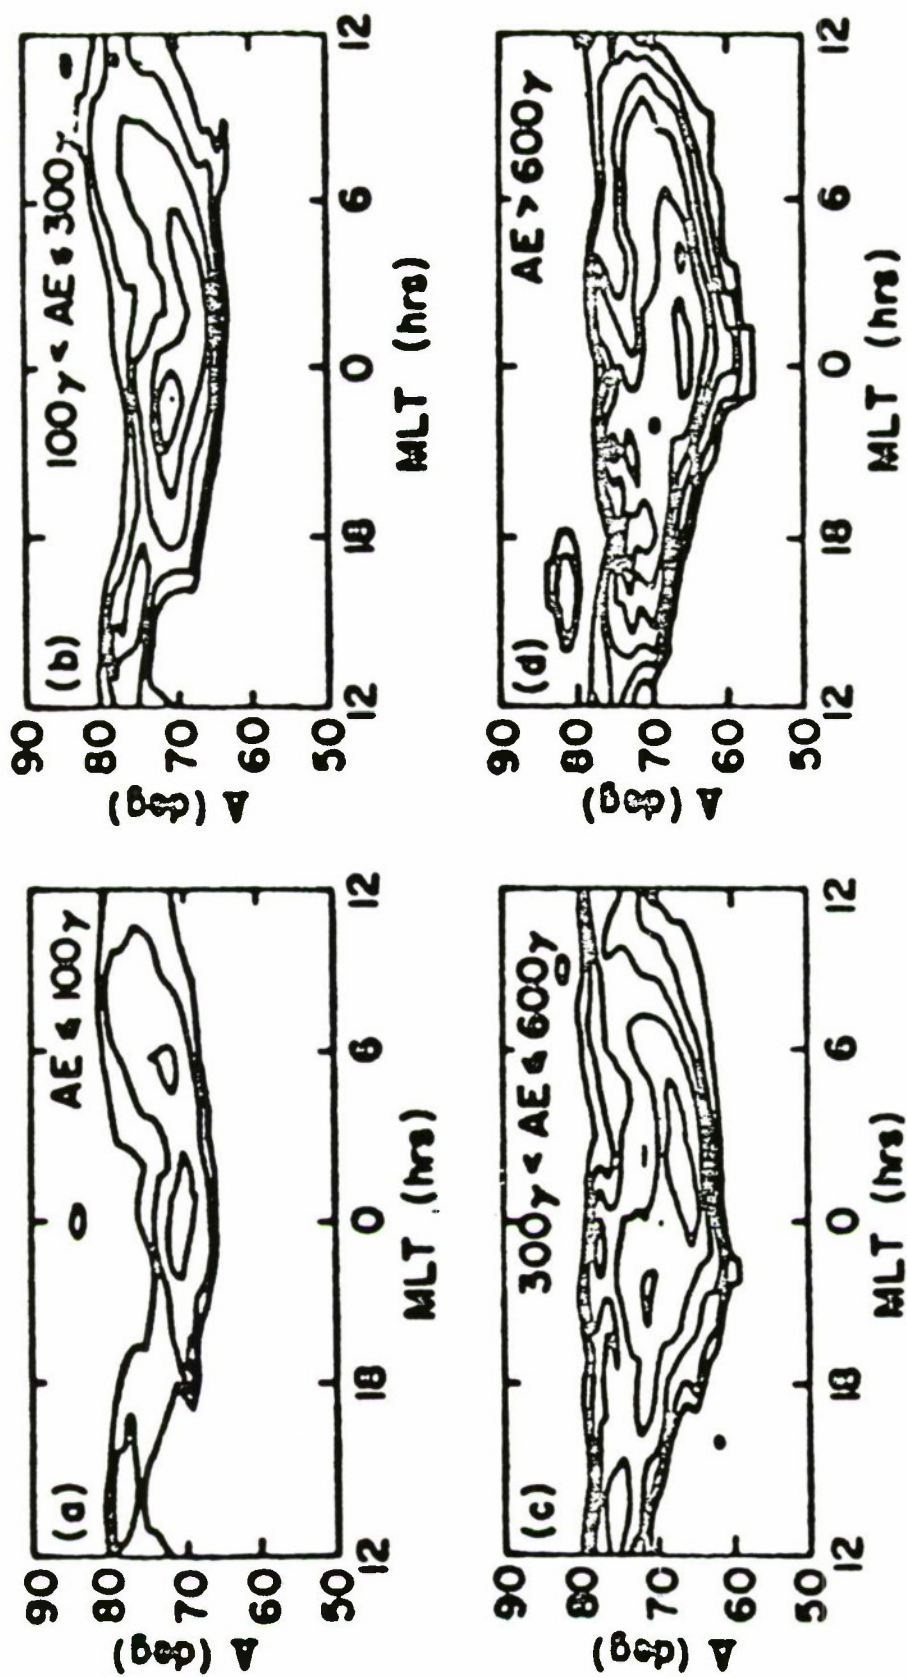 (a)
AE ≤ 100γ
90
80
70
60
50
Λ (deg)
12 18 0 6 12
MLT (hrs)
(b)
100γ < AE ≤ 300γ
90
80
70
60
50
Λ (deg)
12 18 0 6 12
MLT (hrs)
(c)
300γ < AE ≤ 600γ
90
80
70
60
50
Λ (deg)
12 18 0 6 12
MLT (hrs)
(d)
AE > 600γ
90
80
70
60
50
Λ (deg)
12 18 0 6 12
MLT (hrs)